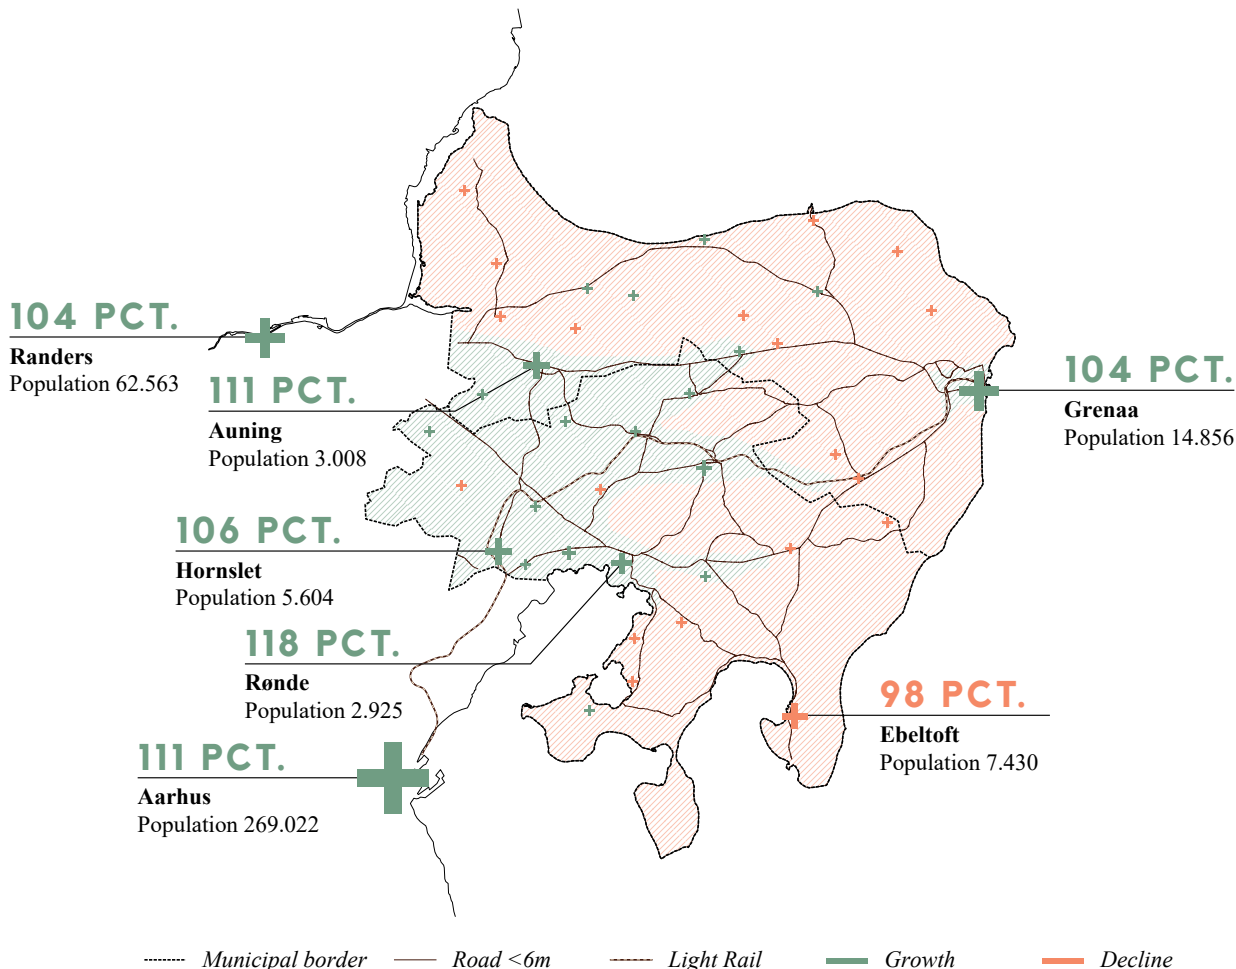 104 PCT.
Randers
Population 62.563
111 PCT.
Auning
Population 3.008
104 PCT.
Grenaa
Population 14.856
106 PCT.
Hornslet
Population 5.604
118 PCT.
Rønde
Population 2.925
98 PCT.
Ebeltoft
Population 7.430
111 PCT.
Aarhus
Population 269.022
Municipal border
Road <6m
Light Rail
Growth
Decline